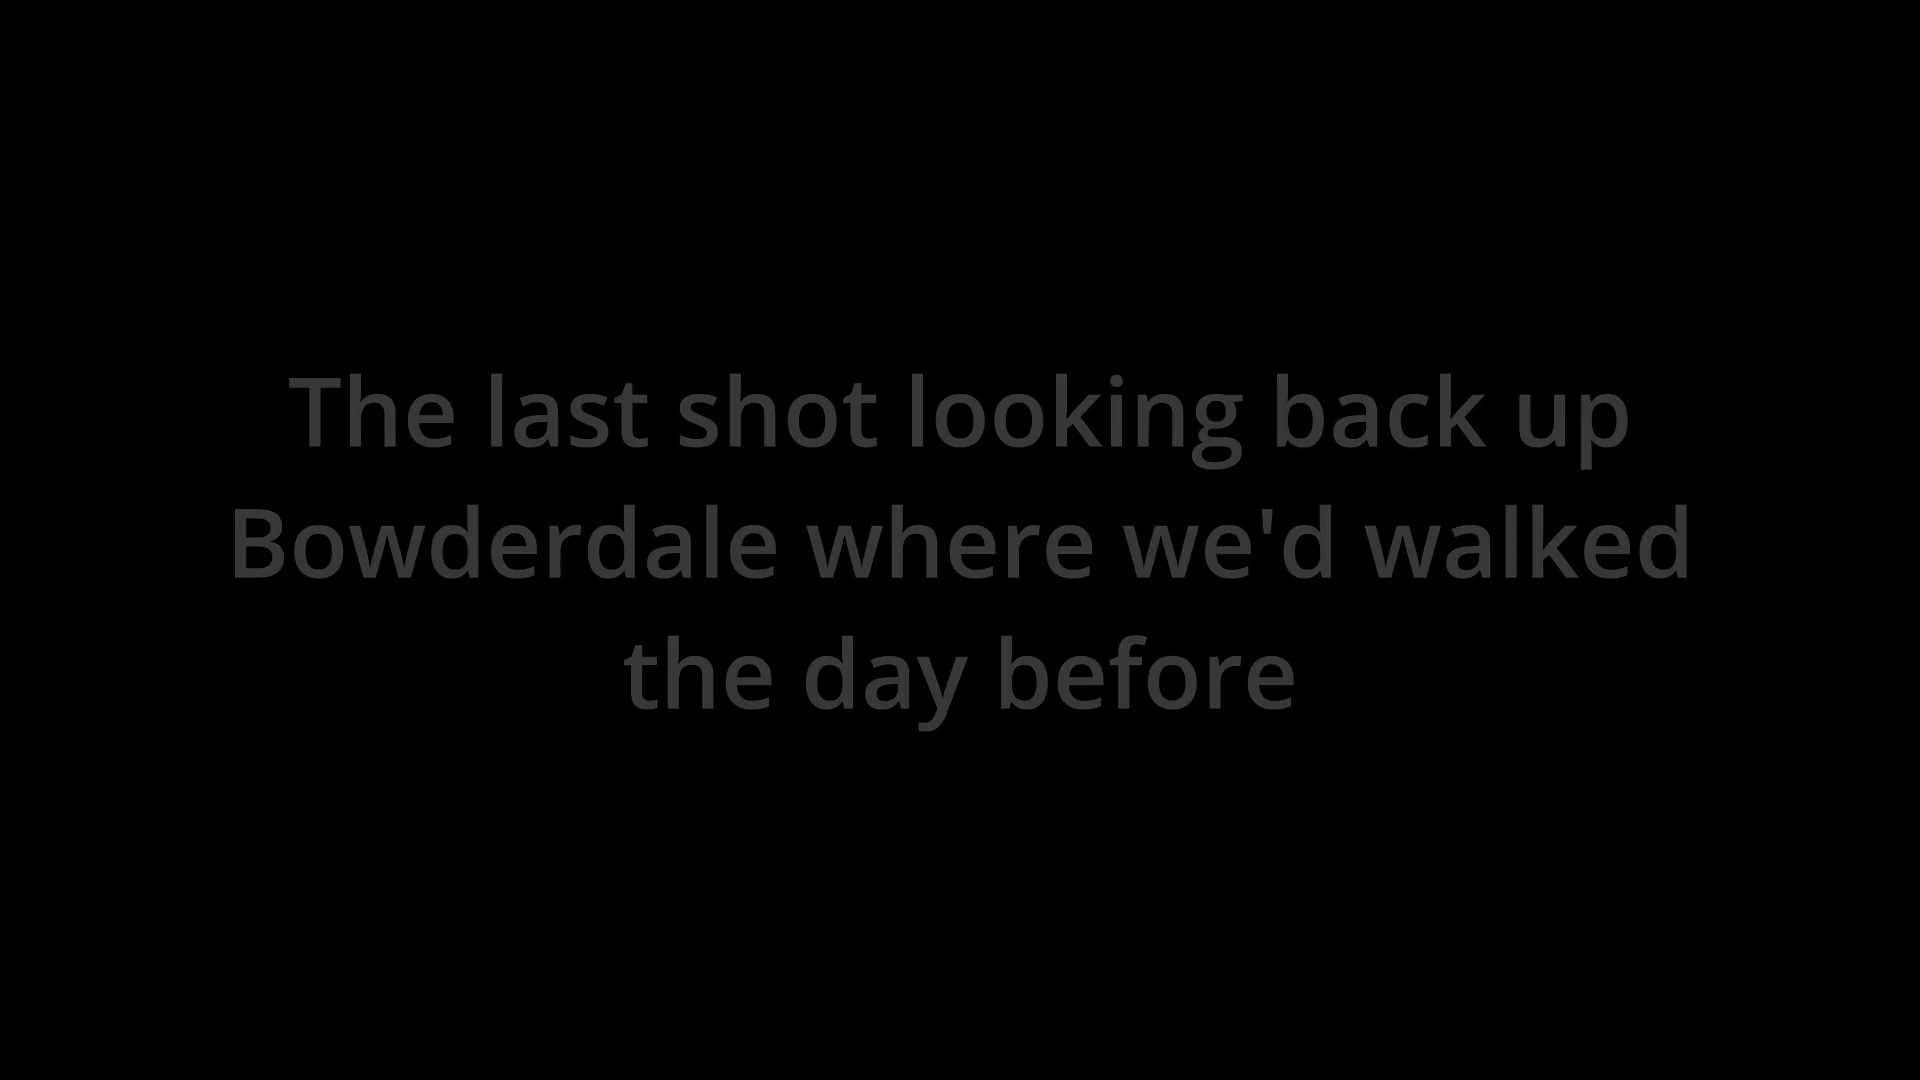 The last shot looking back up
Bowderdale where we'd walked
the day before